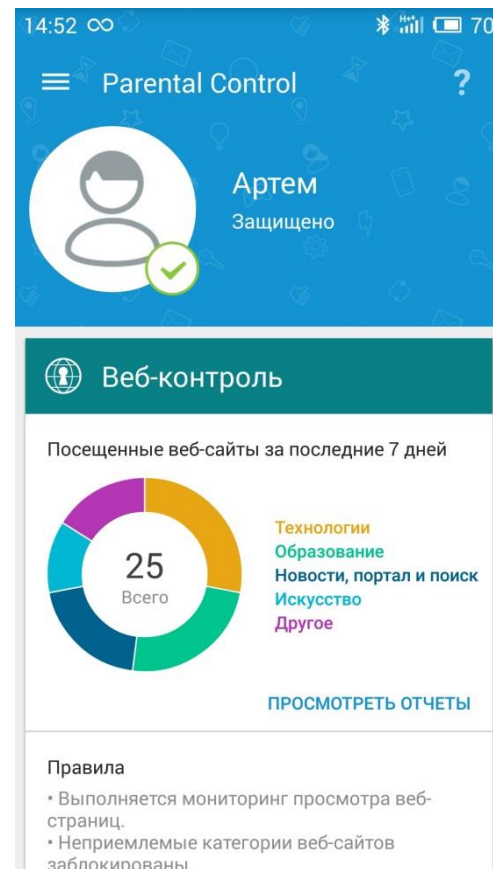 14:52
70
Parental Control
?
Артем
Защищено
Веб-контроль
Посещенные веб-сайты за последние 7 дней
25
Всего
Технологии
Образование
Новости, портал и поиск
Искусство
Другое
ПРОСМОТРЕТЬ ОТЧЕТЫ
Правила
• Выполняется мониторинг просмотра веб-
страниц.
• Неприемлемые категории веб-сайтов
заблокированы.